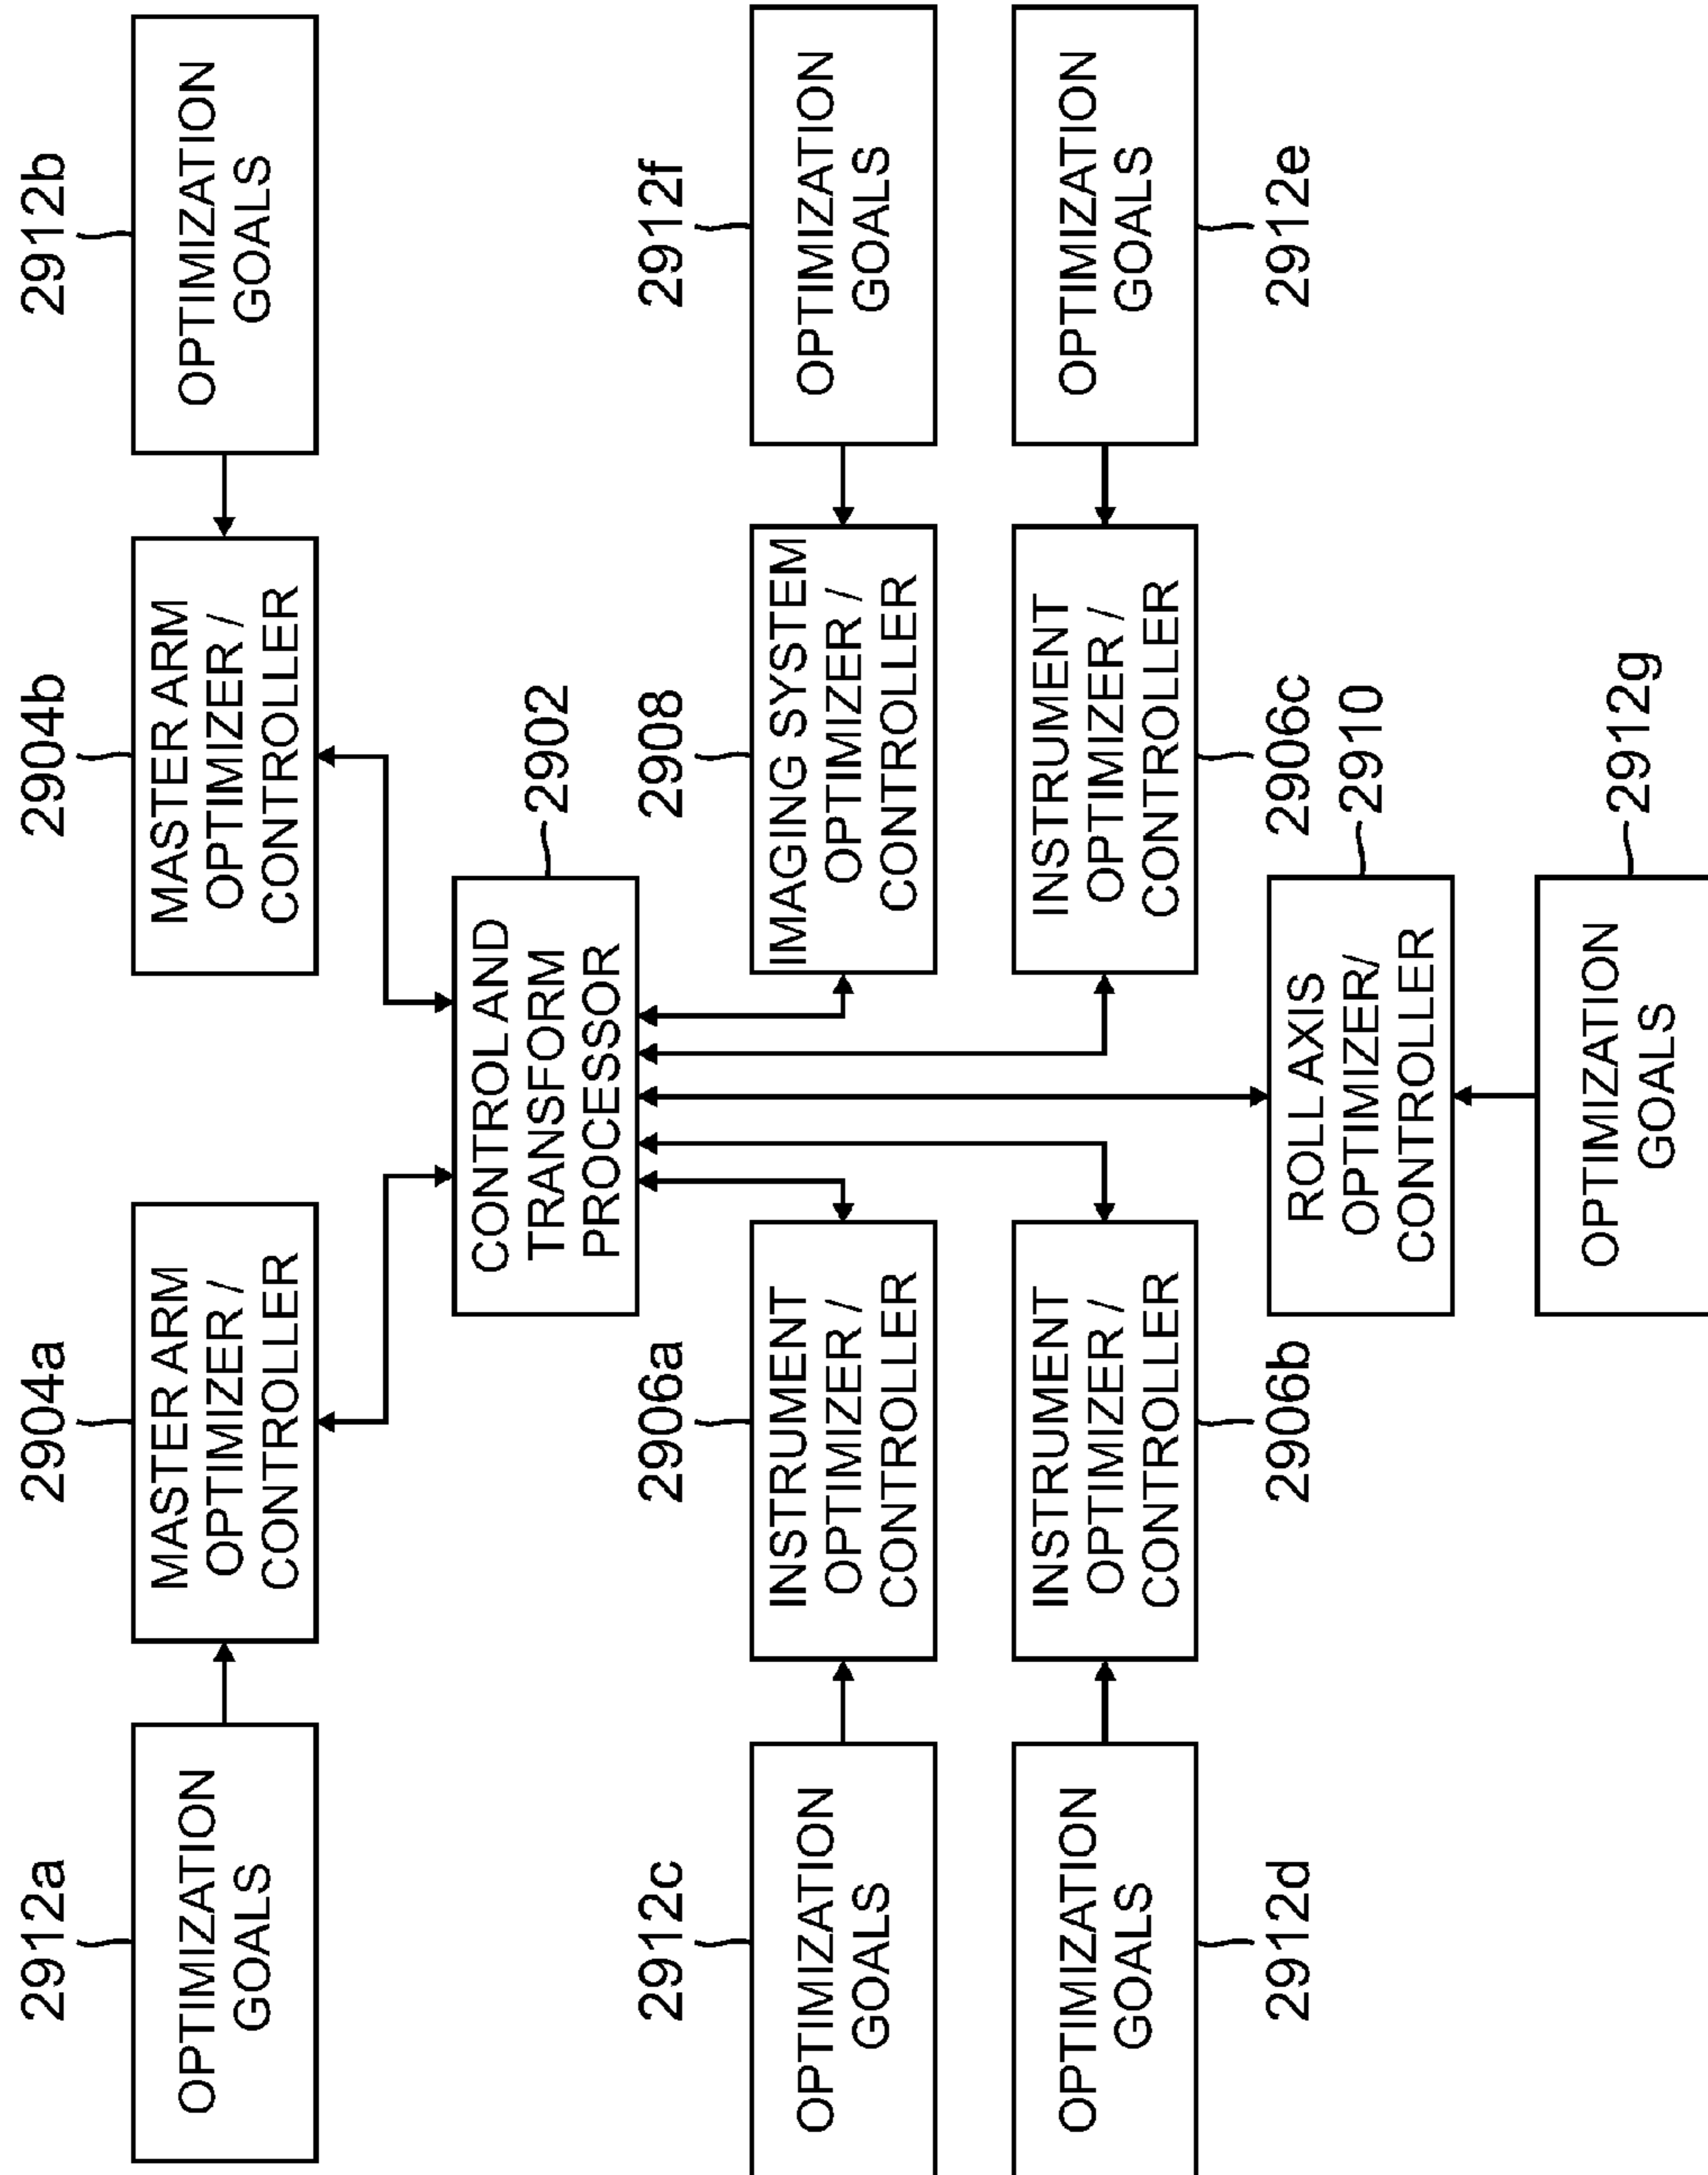 2912a
OPTIMIZATION
GOALS
2904a
MASTER ARM
OPTIMIZER /
CONTROLLER
2904b
MASTER ARM
OPTIMIZER /
CONTROLLER
2912b
OPTIMIZATION
GOALS
CONTROL AND
TRANSFORM
PROCESSOR
2902
2912c
OPTIMIZATION
GOALS
2906a
INSTRUMENT
OPTIMIZER /
CONTROLLER
2908
IMAGING SYSTEM
OPTIMIZER /
CONTROLLER
2912f
OPTIMIZATION
GOALS
OPTIMIZATION
GOALS
2912d
INSTRUMENT
OPTIMIZER /
CONTROLLER
2906b
INSTRUMENT
OPTIMIZER /
CONTROLLER
2906c
OPTIMIZATION
GOALS
2912e
ROLL AXIS
OPTIMIZER/
CONTROLLER
2910
OPTIMIZATION
GOALS
2912g